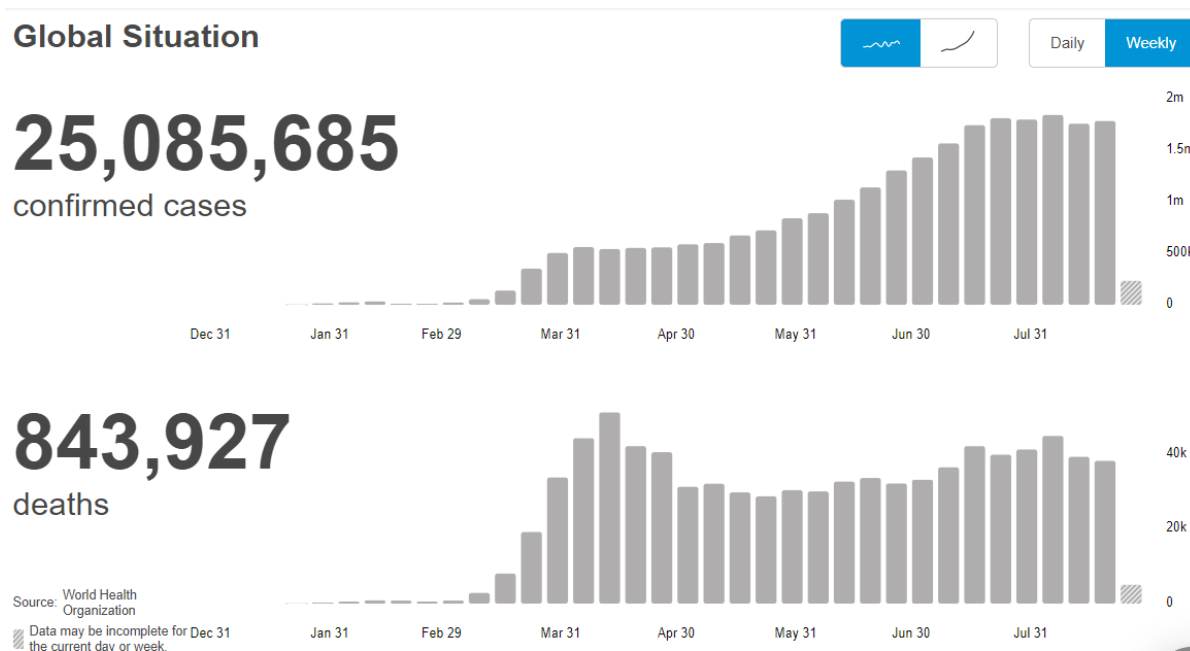 Global Situation
Daily
Weekly
25,085,685
confirmed cases
2m
1.5m
1m
500k
0
Dec 31
Jan 31
Feb 29
Mar 31
Apr 30
May 31
Jun 30
Jul 31
843,927
deaths
40k
20k
0
Source: World Health
Organization
Data may be incomplete for
the current day or week.
Dec 31
Jan 31
Feb 29
Mar 31
Apr 30
May 31
Jun 30
Jul 31